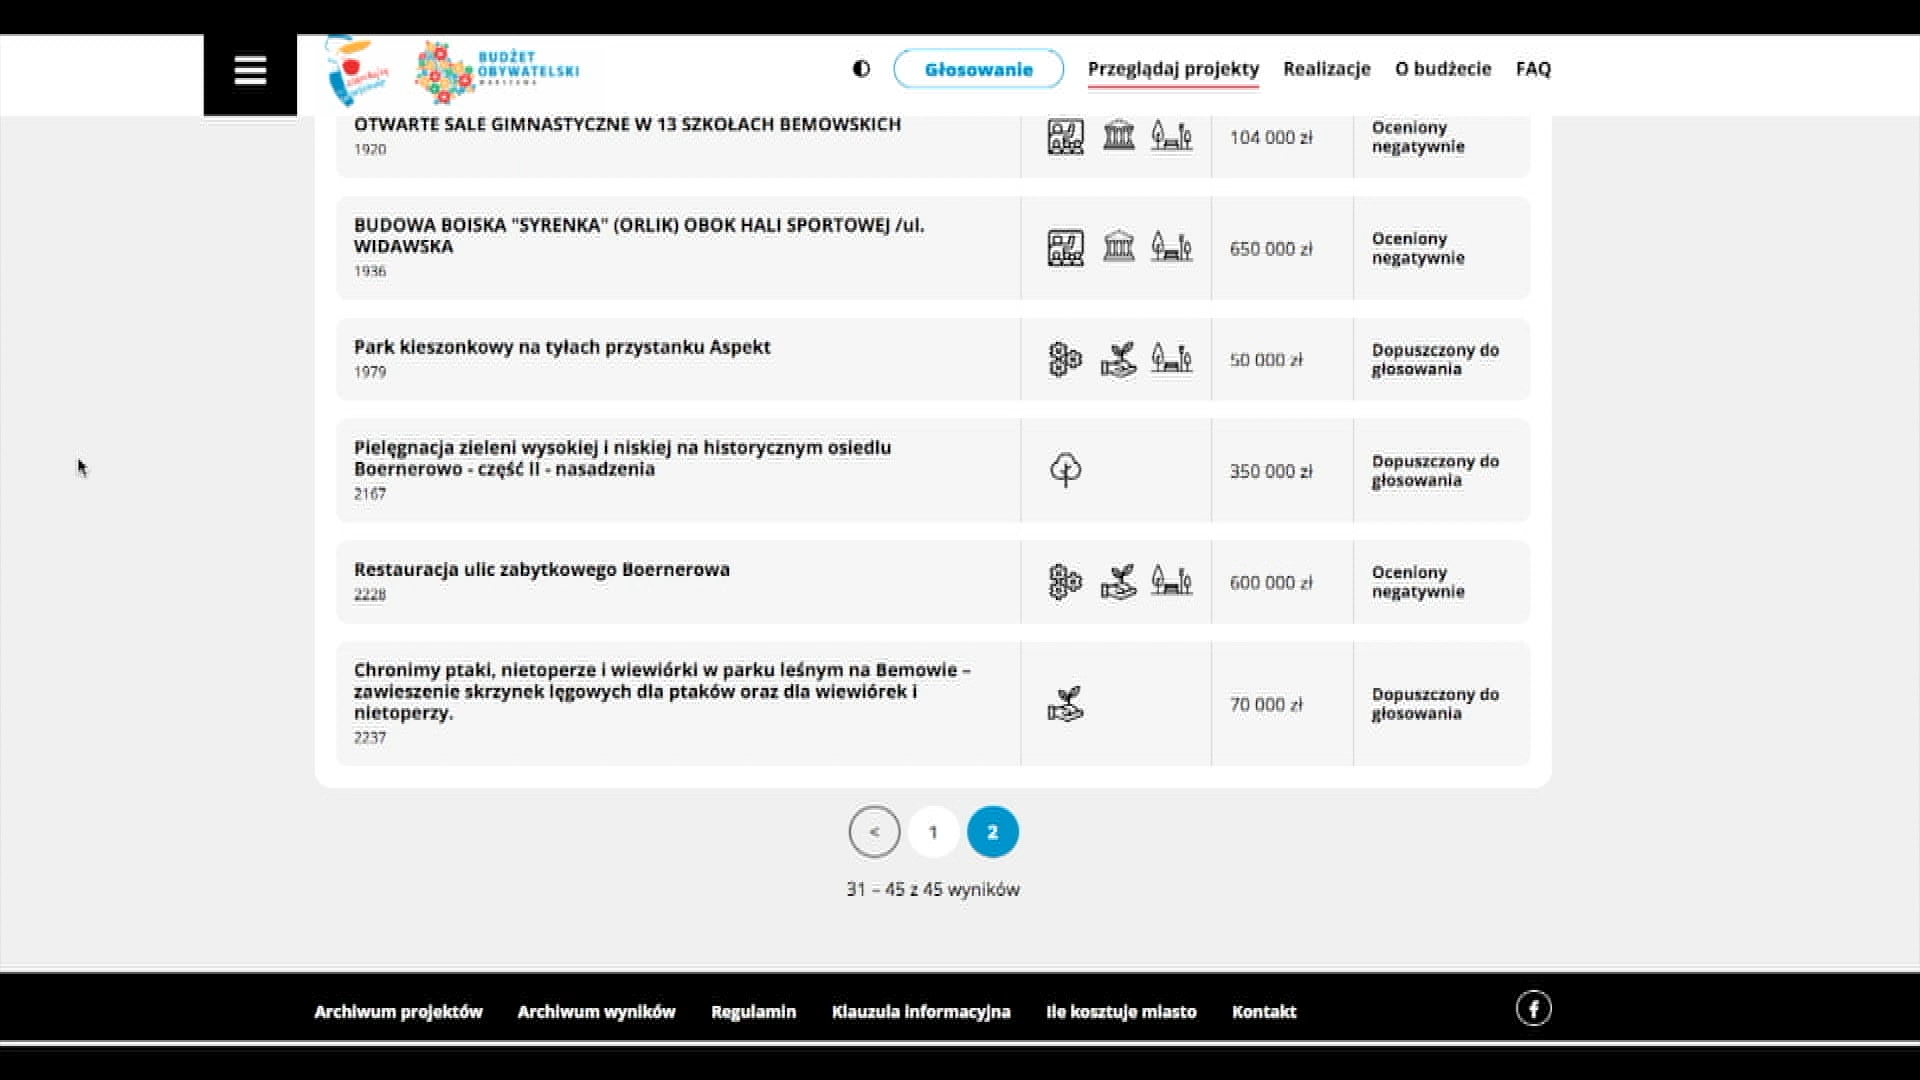 BUDŻET
OBYWATELSKI
WARSZAWA
Głosowanie
Przeglądaj projekty
Realizacje
O budżecie
FAQ
OTWARTE SALE GIMNASTYCZNE W 13 SZKOŁACH BEMOWSKICH
1920
104 000 zł
Oceniony
negatywnie
BUDOWA BOISKA "SYRENKA" (ORLIK) OBOK HALI SPORTOWEJ /ul.
WIDAWSKA
1936
650 000 zł
Oceniony
negatywnie
Park kieszonkowy na tyłach przystanku Aspekt
1979
50 000 zł
Dopuszczony do
głosowania
Pielęgnacja zieleni wysokiej i niskiej na historycznym osiedlu
Boernerowo - część II - nasadzenia
2167
350 000 zł
Dopuszczony do
głosowania
Restauracja ulic zabytkowego Boernerowa
2228
600 000 zł
Oceniony
negatywnie
Chronimy ptaki, nietoperze i wiewiórki w parku leśnym na Bemowie –
zawieszenie skrzynek lęgowych dla ptaków oraz dla wiewiórek i
nietoperzy.
2237
70 000 zł
Dopuszczony do
głosowania
< 1 2
31 – 45 z 45 wyników
Archiwum projektów
Archiwum wyników
Regulamin
Klauzula informacyjna
Ile kosztuje miasto
Kontakt